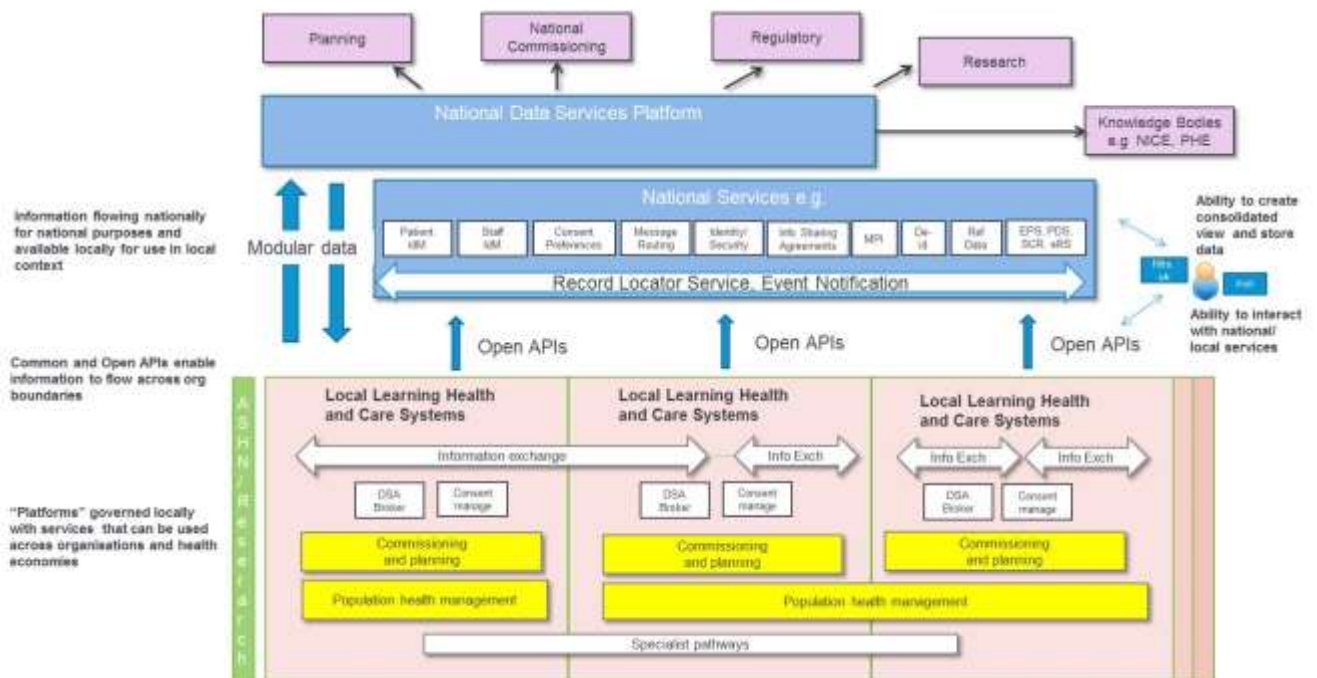 Planning
National
Commissioning
Regulatory
Research
National Data Services Platform
Knowledge Bodies
e.g NICE, PHE
National Services e.g.
Information flowing nationally
for national purposes and
available locally for use in local
context
Modular data
Patient
IdM
Staff
IdM
Consent
Preferences
Message
Routing
Identity/
Security
Info Sharing
Agreements
MPI
De-
id
Ref
Data
EPS, PDS,
SCR, eRS
Record Locator Service, Event Notification
Ability to create
consolidated
view and store
data
Ability to interact
with national/
local services
Open APIs
Open APIs
Open APIs
Common and Open APIs enable
information to flow across org
boundaries
ASHN/Research
Local Learning Health
and Care Systems
Local Learning Health
and Care Systems
Local Learning Health
and Care Systems
Information exchange
Info Exch
Info Exch
Info Exch
DSA
Broker
Consent
manage
DSA
Broker
Consent
manage
DSA
Broker
Consent
manage
"Platforms" governed locally
with services that can be used
across organisations and health
economies
Commissioning
and planning
Commissioning
and planning
Commissioning
and planning
Population health management
Population health management
Specialist pathways